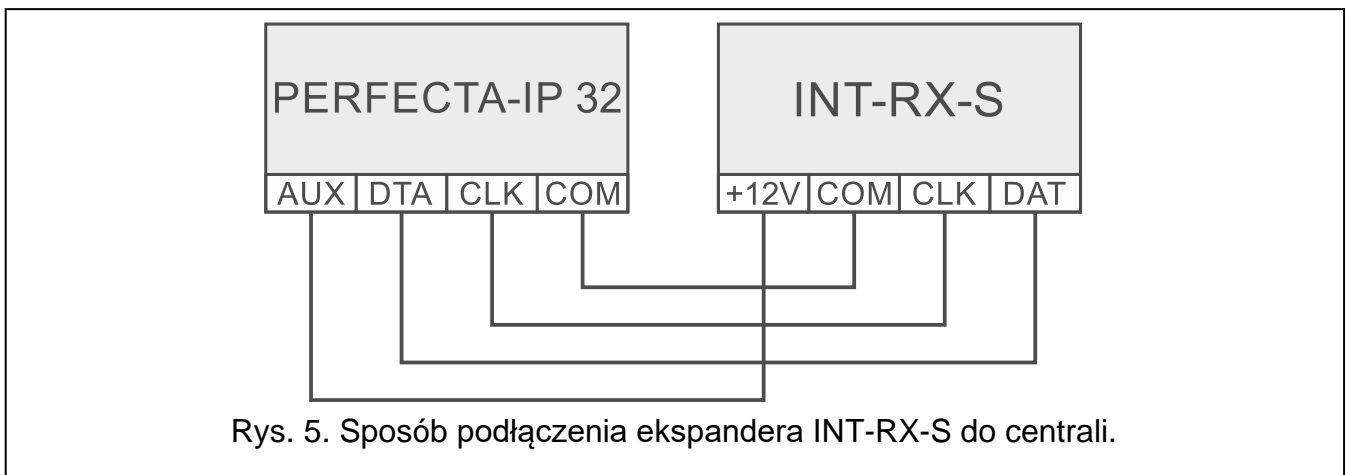 PERFECTA-IP 32
INT-RX-S
AUX DTA CLK COM
+12V COM CLK DAT
Rys. 5. Sposób podłączenia ekspandera INT-RX-S do centrali.